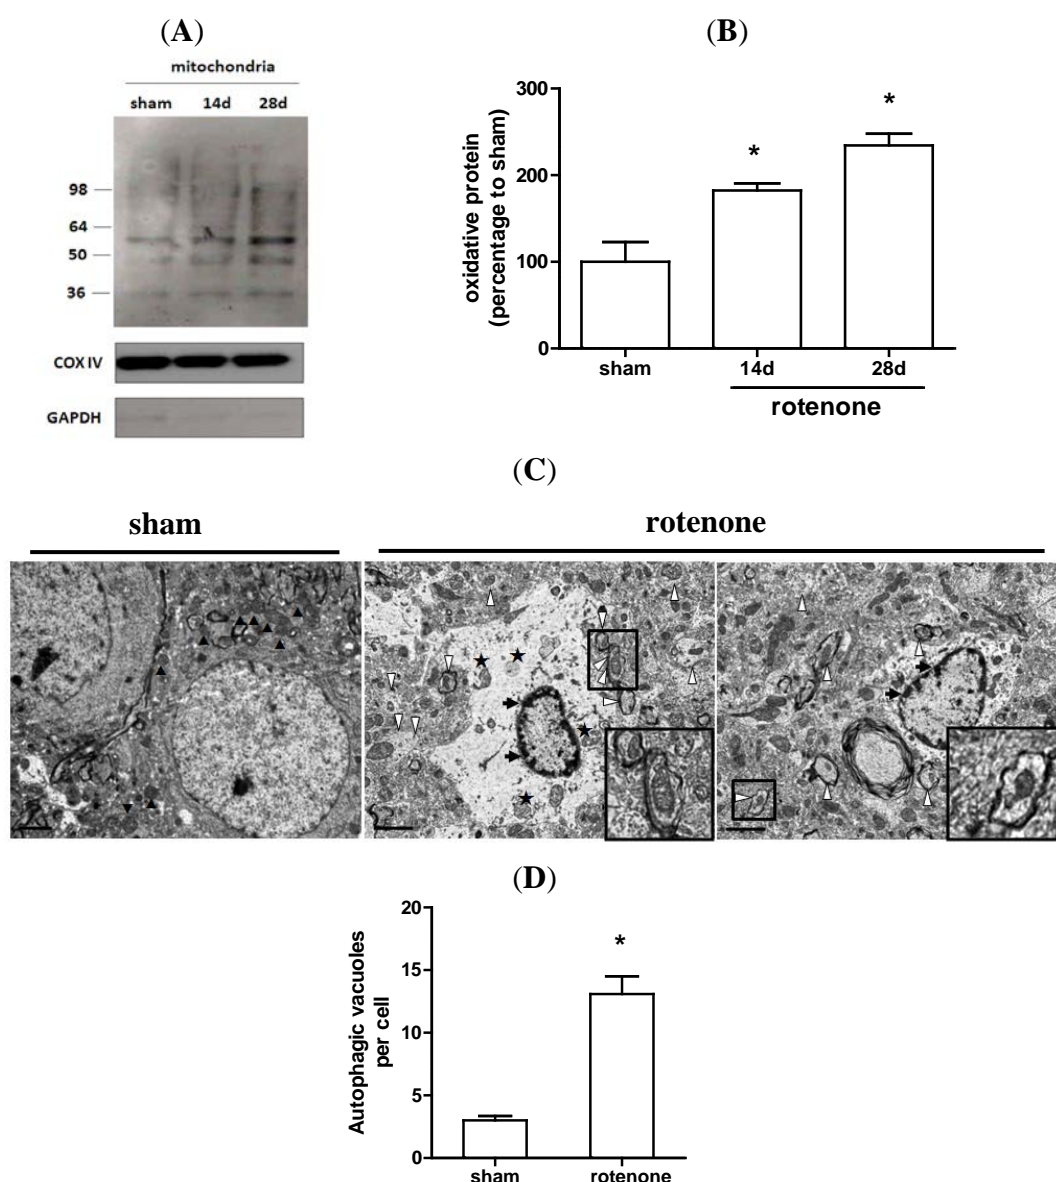 (A)
mitochondria
sham 14d 28d
98
64
50
36
COX IV
GAPDH
(B)
oxidative protein
(percentage to sham)
300
200
100
0
*
*
sham 14d 28d
rotenone
(C)
sham rotenone
(D)
Autophagic vacuoles
per cell
20
15
10
5
0
*
sham rotenone